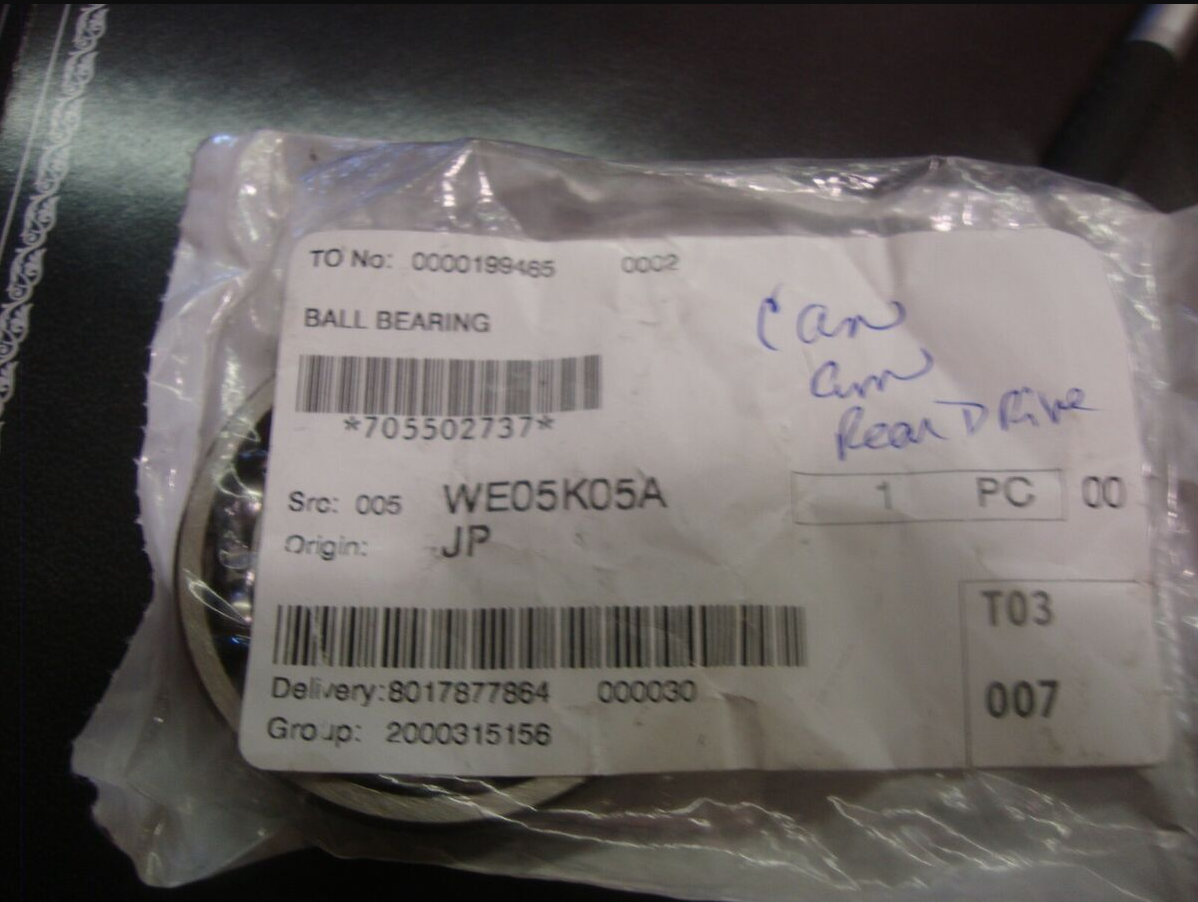 TO No: 0000199465 0002
BALL BEARING
Can
Am
Rear Drive
*705502737*
Src: 005 WE05K05A
1 PC 00
Origin: JP
T03
007
Delivery:8017877864 000030
Group: 2000315156